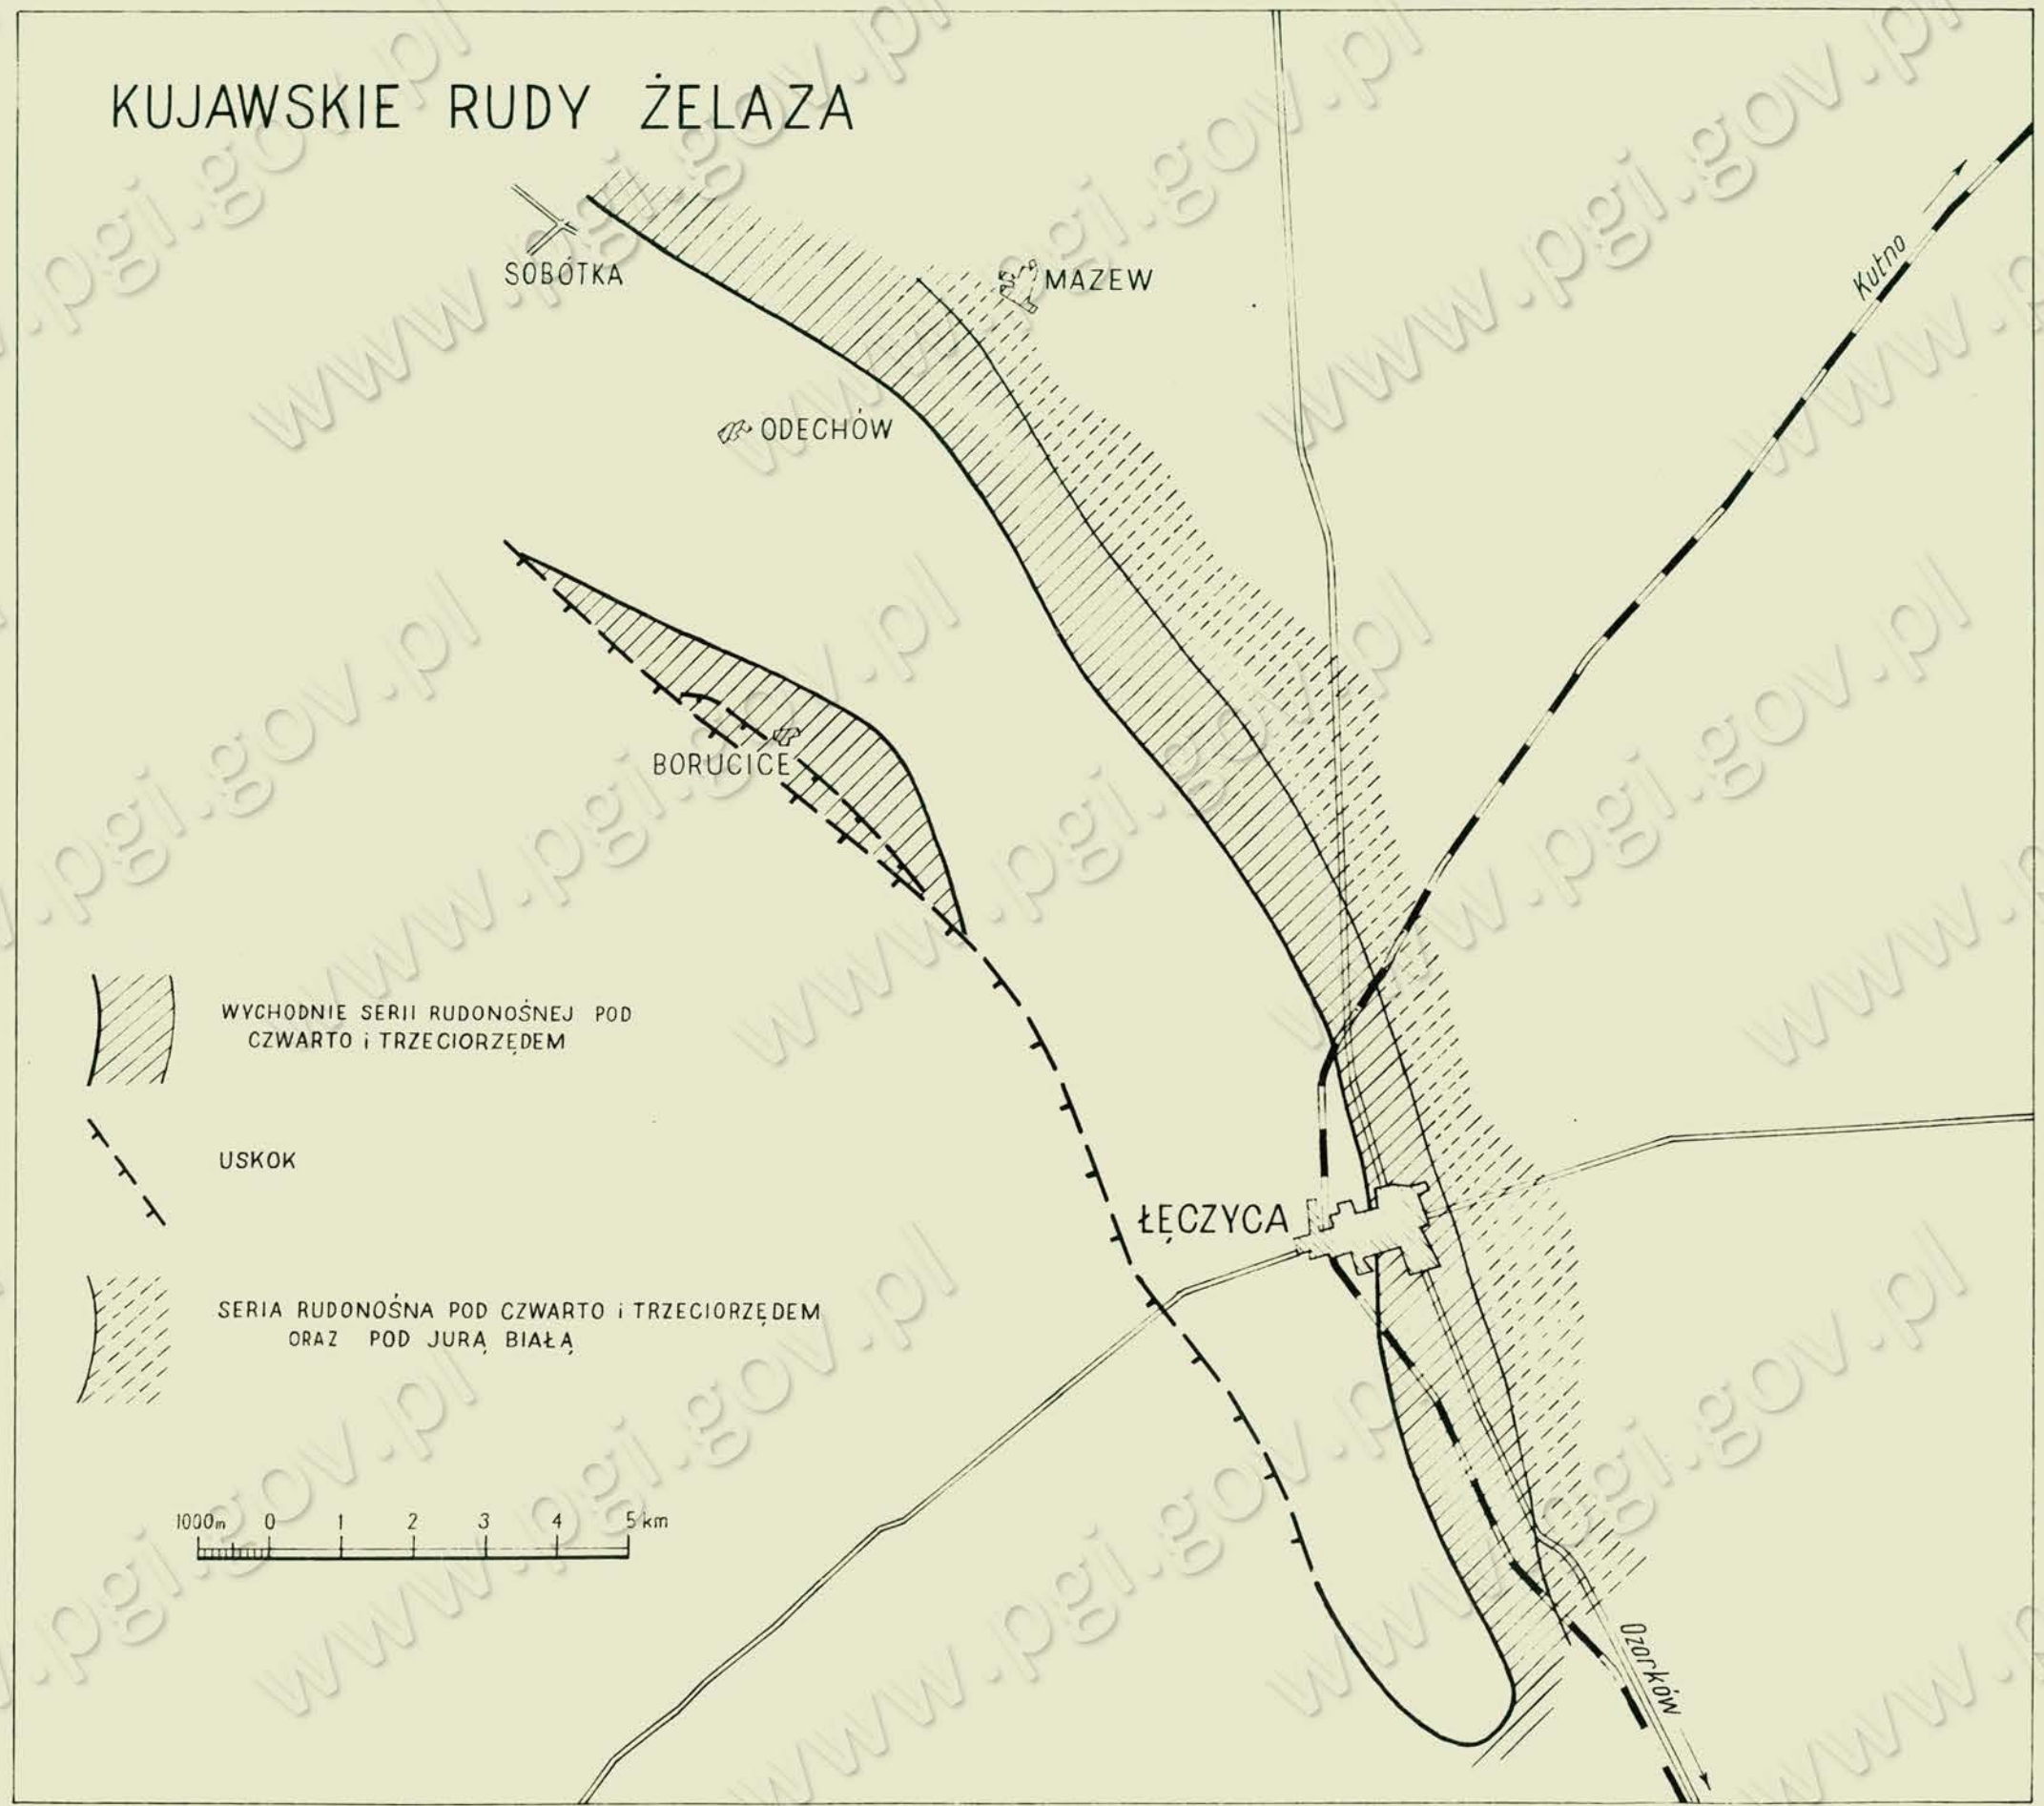 KUJAWSKIE RUDY ŻELAZA
SOBÓTKA
MAZEW
Kutno
ODECHÓW
BORUCICE
WYCHODNIE SERII RUDONOŚNEJ POD
CZWARTO i TRZECIORZĘDEM
USKOK
ŁĘCZYCA
SERIA RUDONOŚNA POD CZWARTO i TRZECIORZĘDEM
ORAZ POD JURĄ BIAŁĄ
1000m 0 1 2 3 4 5 km
Ozorków
www.pgi.gov.pl